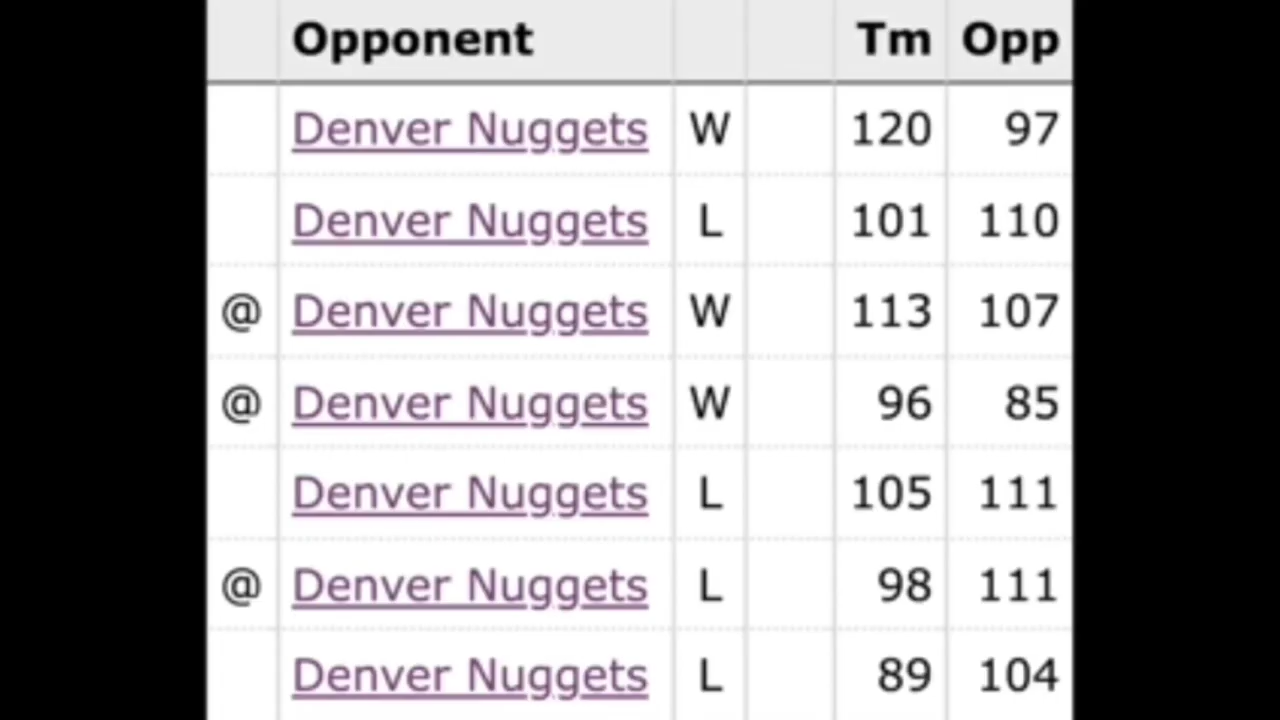 Opponent Tm Opp
Denver Nuggets W 120 97
Denver Nuggets L 101 110
@ Denver Nuggets W 113 107
@ Denver Nuggets W 96 85
Denver Nuggets L 105 111
@ Denver Nuggets L 98 111
Denver Nuggets L 89 104